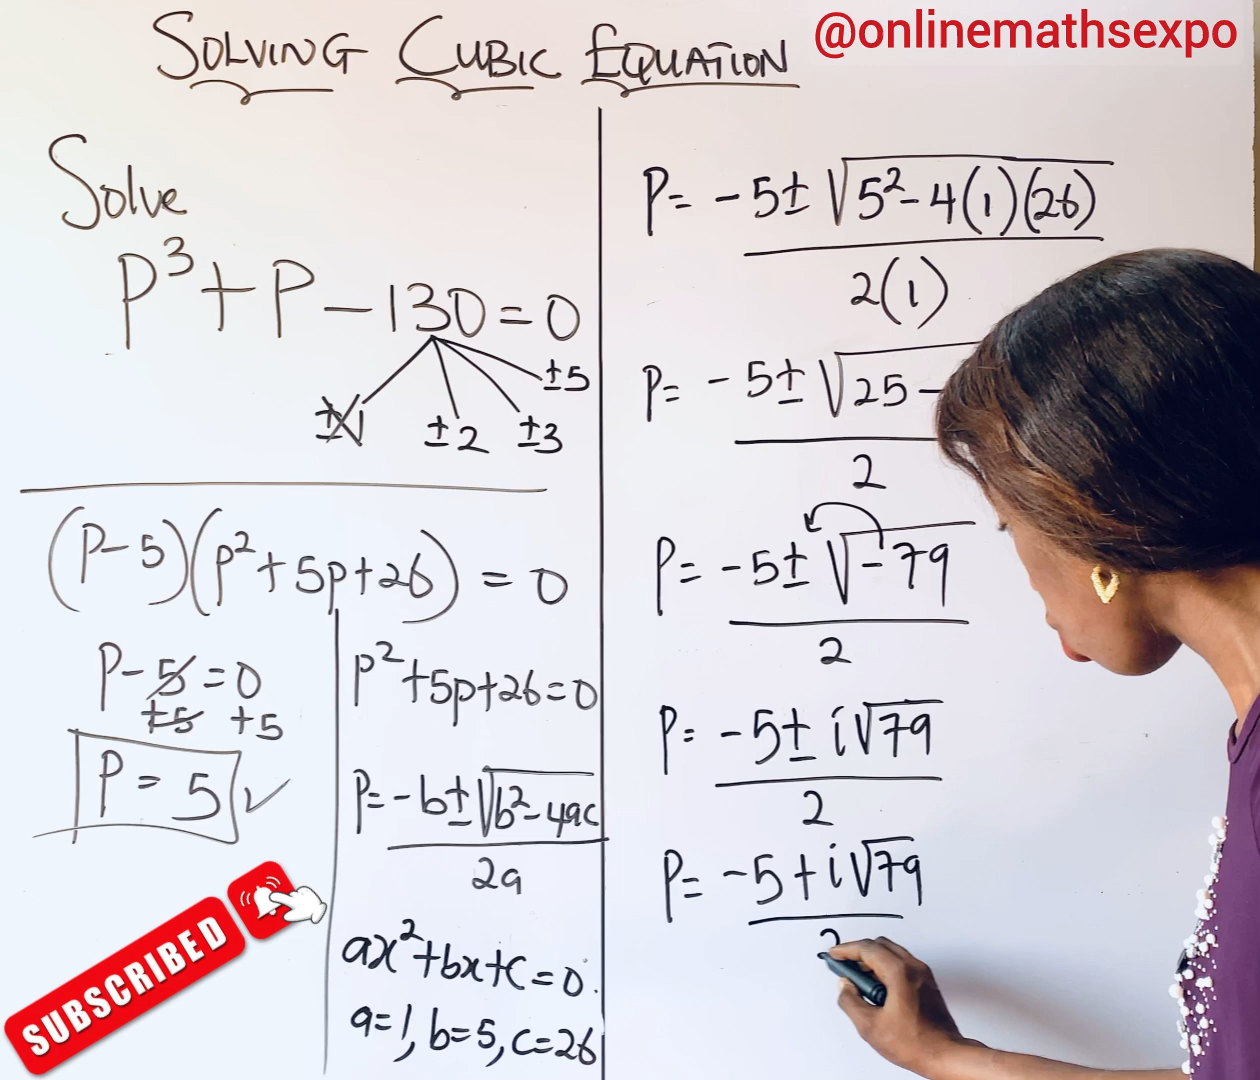 SOLVING CUBIC EQUATION
@onlinemathsexpo
Solve
P³ + P - 130 = 0
±1 ±2 ±3 ±5
(P-5)(p²+5p+26) = 0
P-5=0
+5 +5
P = 5 ✓
p²+5p+26=0
P= -b±√b²-4ac
2a
ax²+bx+c=0.
a=1, b=5, c=26
SUBSCRIBED
P= -5± √5²-4(1)(26)
2(1)
P= -5± √25-
2
P= -5± √-79
2
P= -5± i√79
2
P= -5+i√79